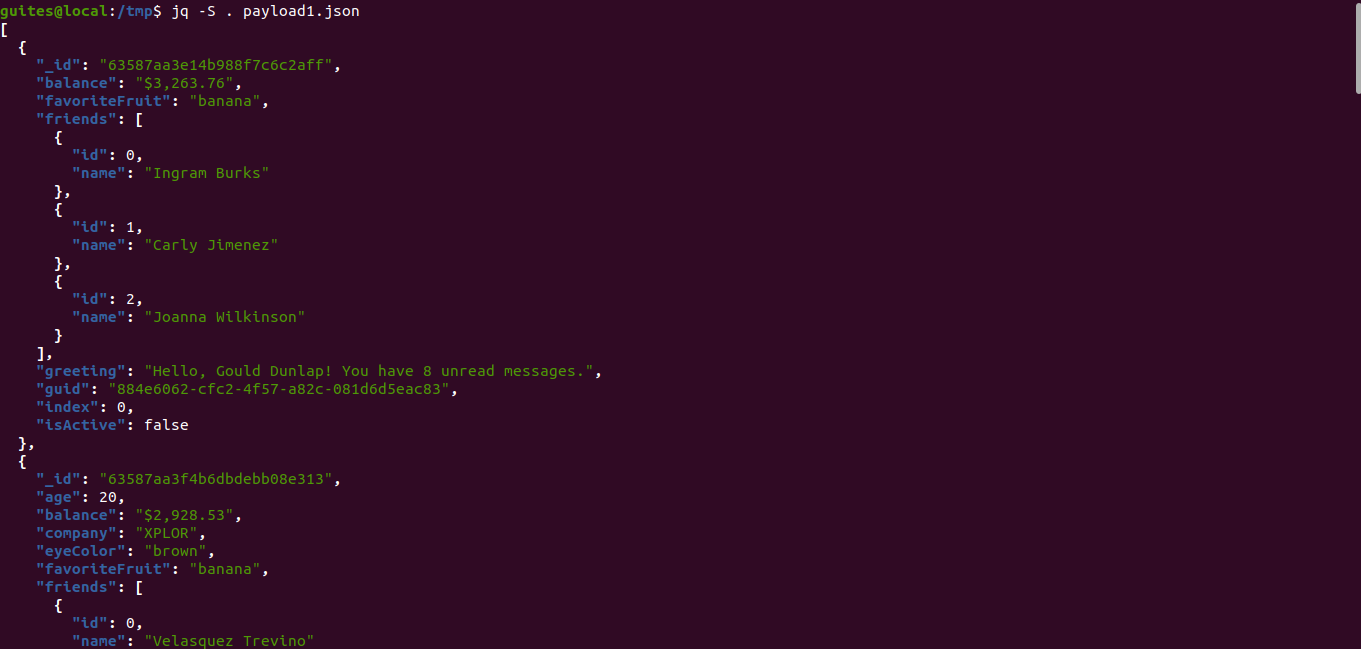 guites@local:/tmp$ jq -S . payload1.json
[
  {
    "_id": "63587aa3e14b988f7c6c2aff",
    "balance": "$3,263.76",
    "favoriteFruit": "banana",
    "friends": [
      {
        "id": 0,
        "name": "Ingram Burks"
      },
      {
        "id": 1,
        "name": "Carly Jimenez"
      },
      {
        "id": 2,
        "name": "Joanna Wilkinson"
      }
    ],
    "greeting": "Hello, Gould Dunlap! You have 8 unread messages.",
    "guid": "884e6062-cfc2-4f57-a82c-081d6d5eac83",
    "index": 0,
    "isActive": false
  },
  {
    "_id": "63587aa3f4b6dbdebb08e313",
    "age": 20,
    "balance": "$2,928.53",
    "company": "XPLOR",
    "eyeColor": "brown",
    "favoriteFruit": "banana",
    "friends": [
      {
        "id": 0,
        "name": "Velasquez Trevino"